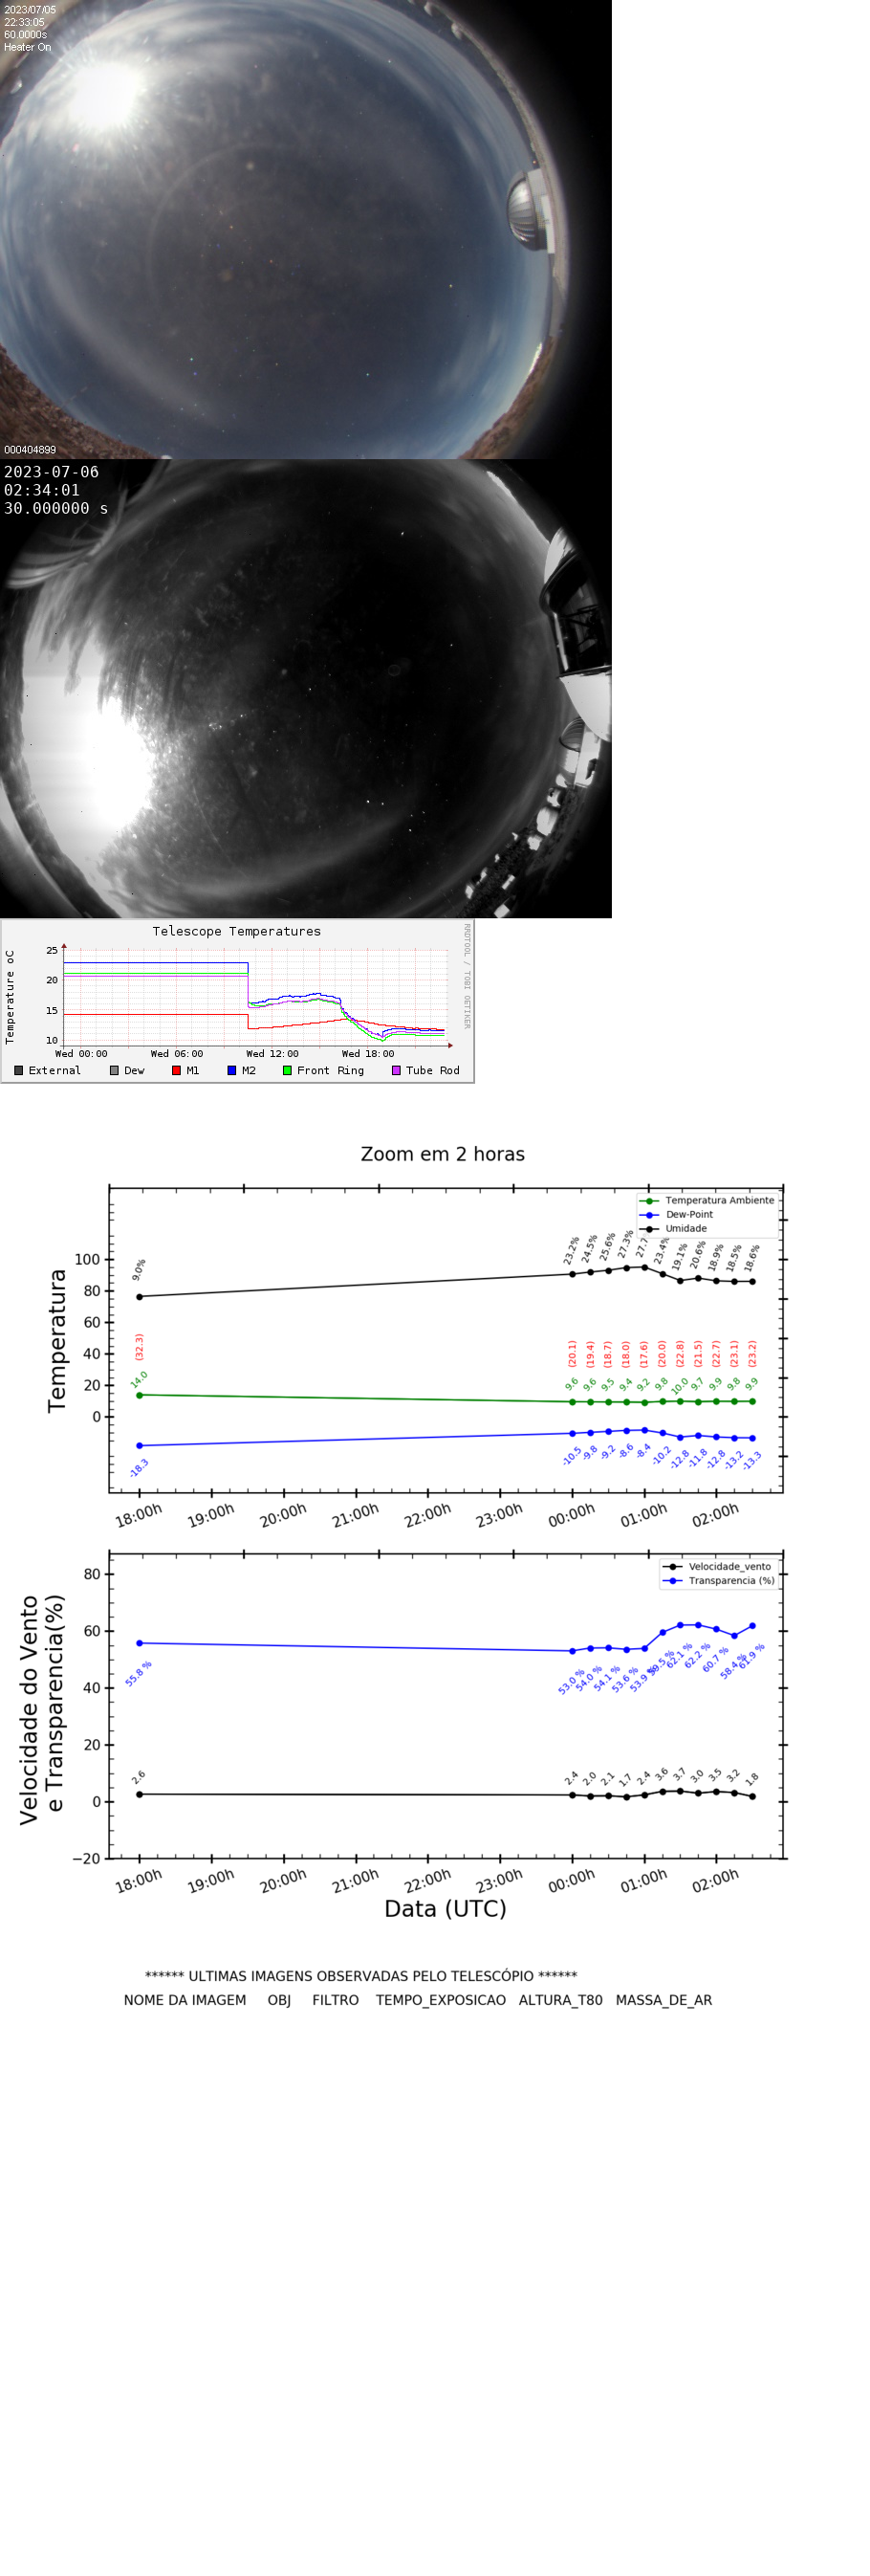 2023/07/05
22:33:05
60.0000s
Heater On
000404899
2023-07-06
02:34:01
30.000000 s
Telescope Temperatures
RRDTOOL / TOBI OETIKER
Temperature oC
25
20
15
10
Wed 00:00 Wed 06:00 Wed 12:00 Wed 18:00
External Dew M1 M2 Front Ring Tube Rod
Zoom em 2 horas
Temperatura Ambiente
Dew-Point
Umidade
Temperatura
100
80
60
40
20
0
9.0% 23.2% 24.5% 25.6% 27.3% 27.7 23.4% 19.1% 20.6% 18.9% 18.5% 18.6%
(32.3) (20.1) (19.4) (18.7) (18.0) (17.6) (20.0) (22.8) (21.5) (22.7) (23.1) (23.2)
14.0 9.6 9.6 9.5 9.4 9.2 9.8 10.0 9.7 9.9 9.8 9.9
-18.3 -10.5 -9.8 -9.2 -8.6 -8.4 -10.2 -12.8 -11.8 -12.8 -13.2 -13.3
18:00h 19:00h 20:00h 21:00h 22:00h 23:00h 00:00h 01:00h 02:00h
Velocidade_vento
Transparencia (%)
Velocidade do Vento
e Transparencia(%)
80
60
40
20
0
−20
55.8 % 53.0 % 54.0 % 54.1 % 53.6 % 53.9 % 59.5 % 62.1 % 62.2 % 60.7 % 58.4 % 61.9 %
2.6 2.4 2.0 2.1 1.7 2.4 3.6 3.7 3.0 3.5 3.2 1.8
18:00h 19:00h 20:00h 21:00h 22:00h 23:00h 00:00h 01:00h 02:00h
Data (UTC)
****** ULTIMAS IMAGENS OBSERVADAS PELO TELESCÓPIO ******
NOME DA IMAGEM OBJ FILTRO TEMPO_EXPOSICAO ALTURA_T80 MASSA_DE_AR